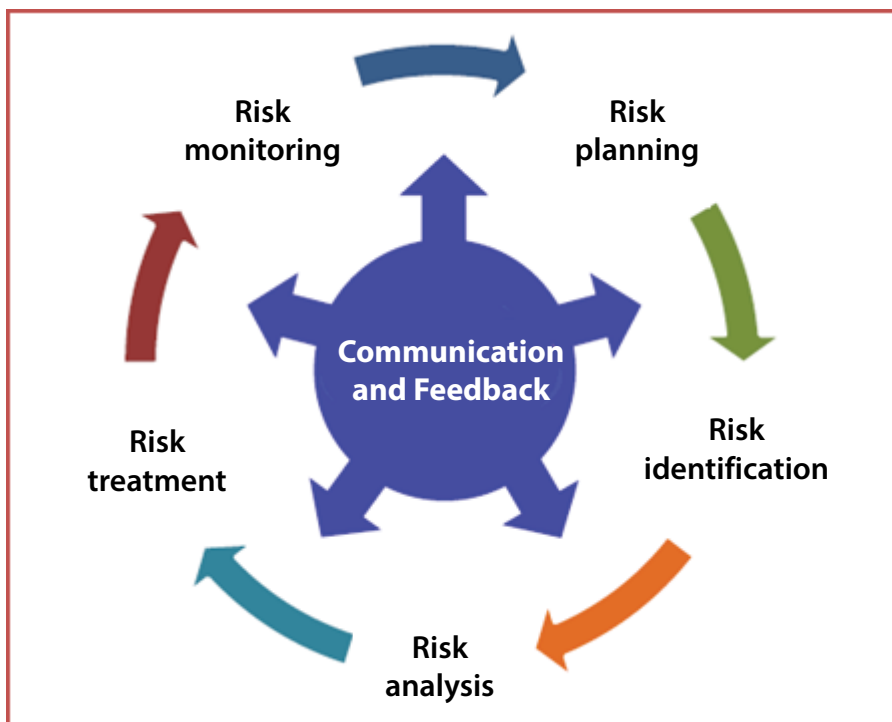 Risk
monitoring
Risk
planning
Communication
and Feedback
Risk
identification
Risk
treatment
Risk
analysis